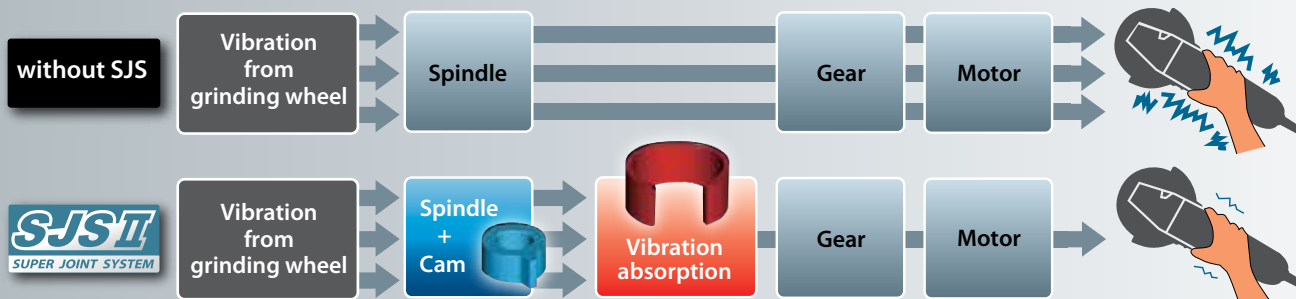 without SJS
Vibration
from
grinding wheel
Spindle
Gear
Motor
SJS II
SUPER JOINT SYSTEM
Vibration
from
grinding wheel
Spindle
+
Cam
Vibration
absorption
Gear
Motor